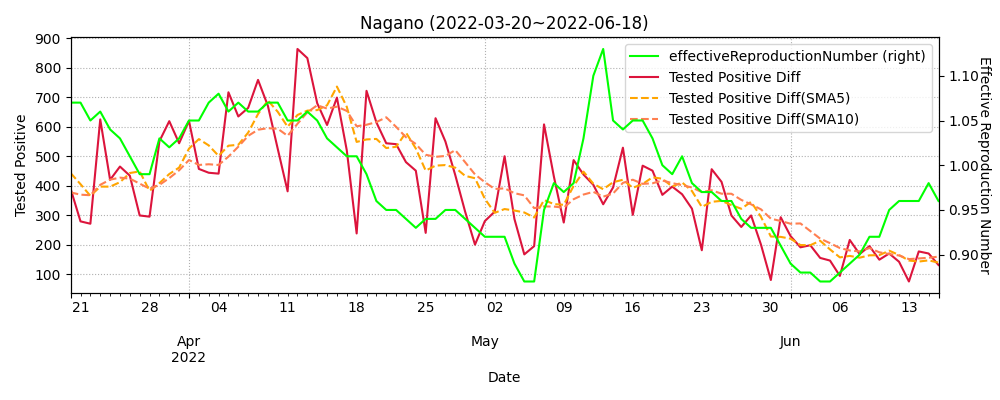 Nagano (2022-03-20~2022-06-18)
effectiveReproductionNumber (right)
Tested Positive Diff
Tested Positive Diff(SMA5)
Tested Positive Diff(SMA10)
Tested Positive
900
800
700
600
500
400
300
200
100
Effective Reproduction Number
1.10
1.05
1.00
0.95
0.90
21 28 04 11 18 25 02 09 16 23 30 06 13
Apr May Jun
2022
Date